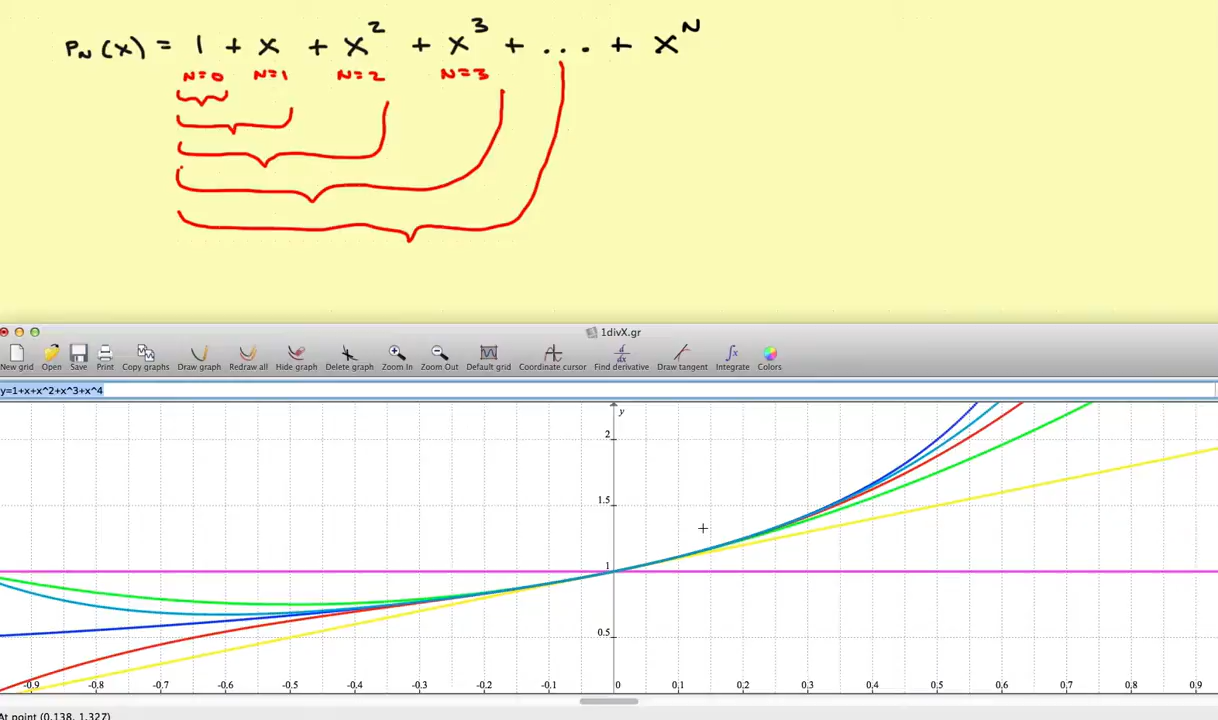 P_N(x) = 1 + x + x² + x³ + ... + x^N
N=0 N=1 N=2 N=3
1divX.gr
New grid Open Save Print Copy graphs Draw graph Redraw all Hide graph Delete graph Zoom In Zoom Out Default grid Coordinate cursor Find derivative Draw tangent Integrate Colors
y=1+x+x^2+x^3+x^4
y
2
1.5
1
0.5
-0.9 -0.8 -0.7 -0.6 -0.5 -0.4 -0.3 -0.2 -0.1 0 0.1 0.2 0.3 0.4 0.5 0.6 0.7 0.8 0.9
At point (0.138, 1.327)